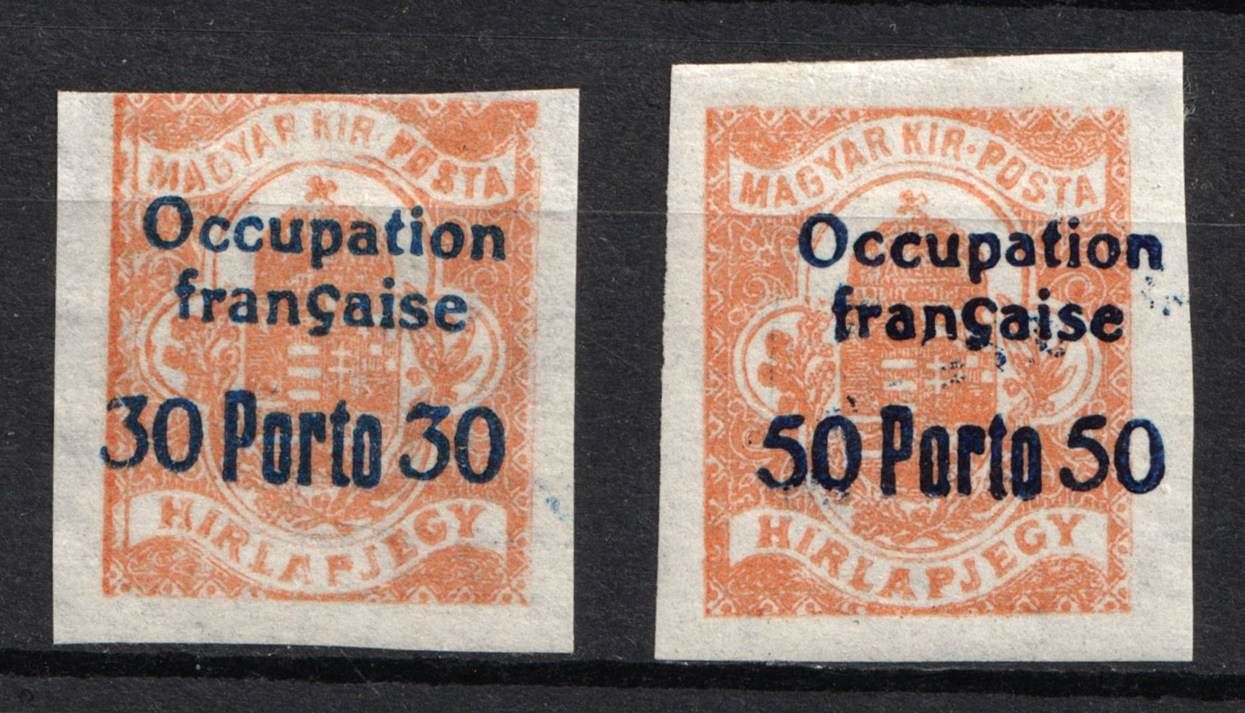 MAGYAR KIR·POSTA
Occupation
française
30 Porto 30
HIRLAPJEGY
MAGYAR KIR·POSTA
Occupation
française
50 Porto 50
HIRLAPJEGY